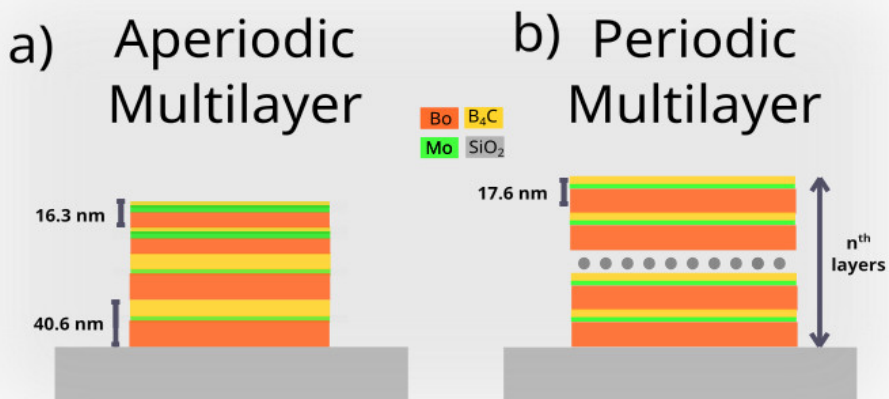 a) Aperiodic
Multilayer
16.3 nm
40.6 nm
Bo B₄C
Mo SiO₂
b) Periodic
Multilayer
17.6 nm
nᵗʰ
layers